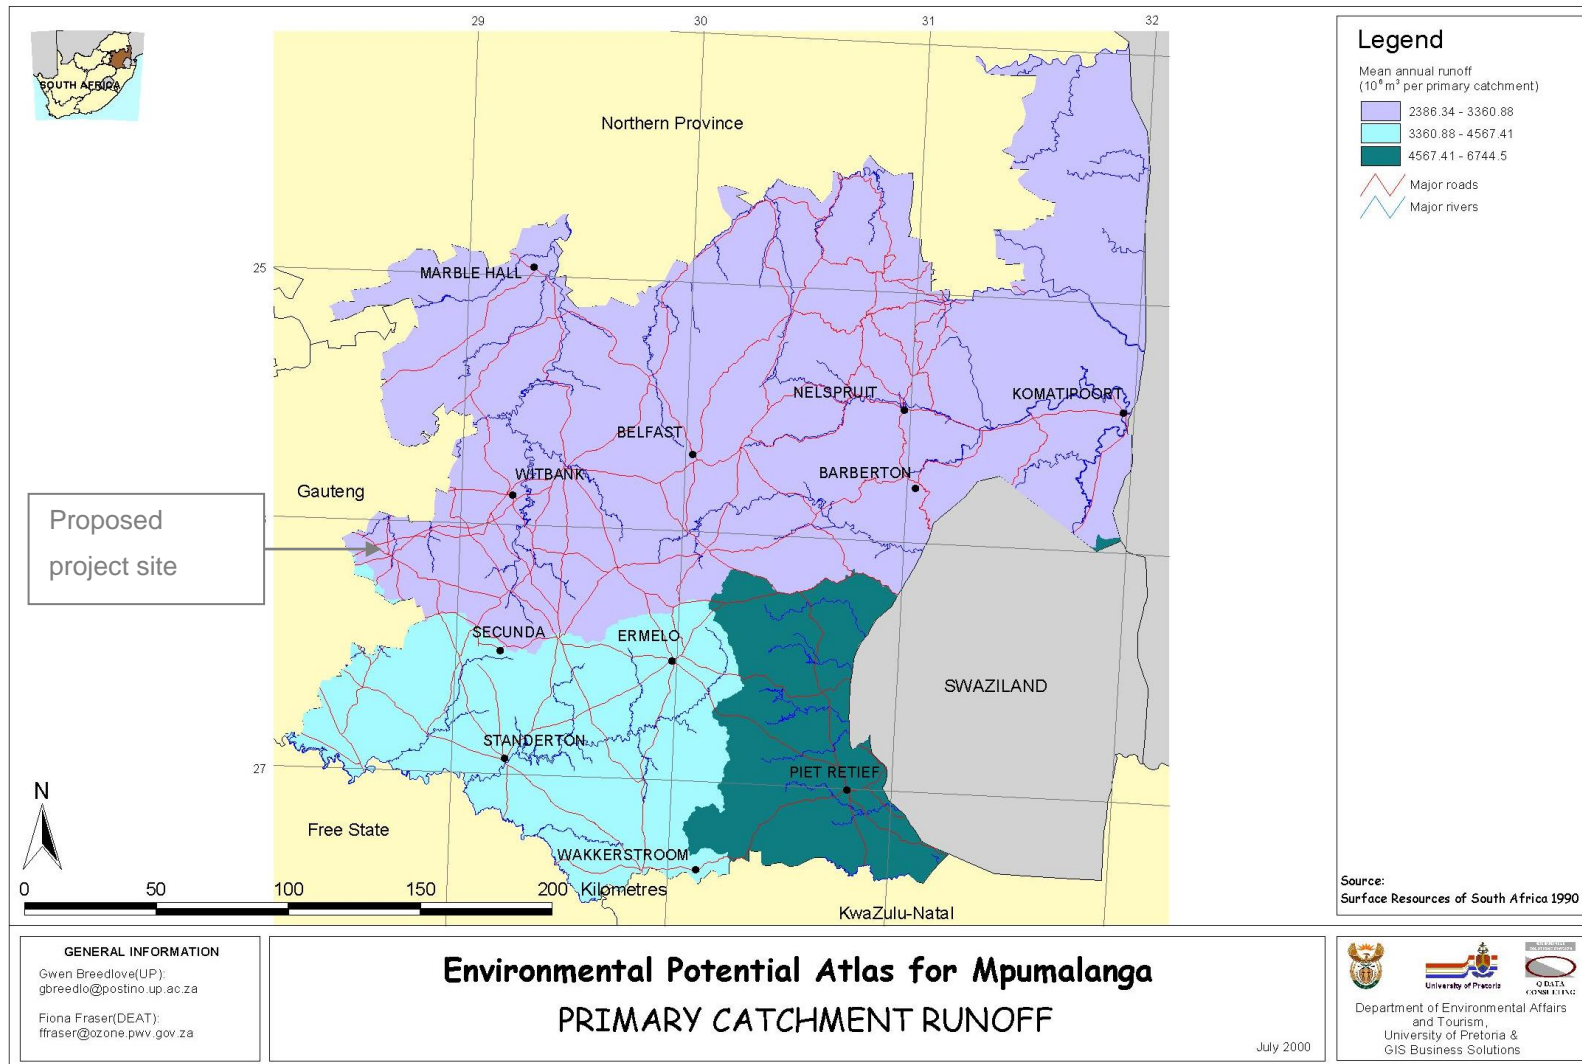 29
30
31
32
SOUTH AFRICA
Northern Province
25
MARBLE HALL
NELSPRUIT
KOMATIPOORT
BELFAST
WITBANK
BARBERTON
Gauteng
Proposed
project site
SECUNDA
ERMELO
SWAZILAND
STANDERTON
27
PIET RETIEF
N
Free State
WAKKERSTROOM
0 50 100 150 200 Kilometres
KwaZulu-Natal
Legend
Mean annual runoff
(10⁶ m³ per primary catchment)
2386.34 - 3360.88
3360.88 - 4567.41
4567.41 - 6744.5
Major roads
Major rivers
Source:
Surface Resources of South Africa 1990
GENERAL INFORMATION
Gwen Breedlove(UP):
gbreedlo@postino.up.ac.za
Fiona Fraser(DEAT):
ffraser@ozone.pwv.gov.za
Environmental Potential Atlas for Mpumalanga
PRIMARY CATCHMENT RUNOFF
July 2000
University of Pretoria
Q DATA
CONSULTING
Department of Environmental Affairs
and Tourism,
University of Pretoria &
GIS Business Solutions